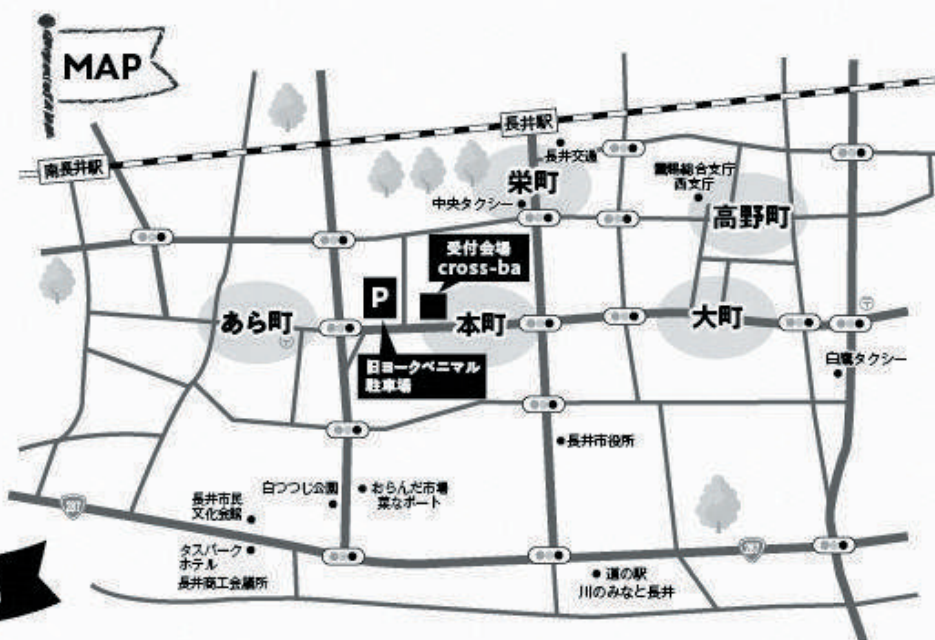 MAP
長井駅
南長井駅
長井交通
栄町
中央タクシー
置賜総合支庁
西支庁
高野町
受付会場
cross-ba
P
あら町
本町
大町
旧ヨークベニマル
駐車場
白鷹タクシー
長井市役所
白つつじ公園
おらんだ市場
菜なポート
長井市民
文化会館
287
タスパーク
ホテル
長井商工会議所
287
道の駅
川のみなと長井